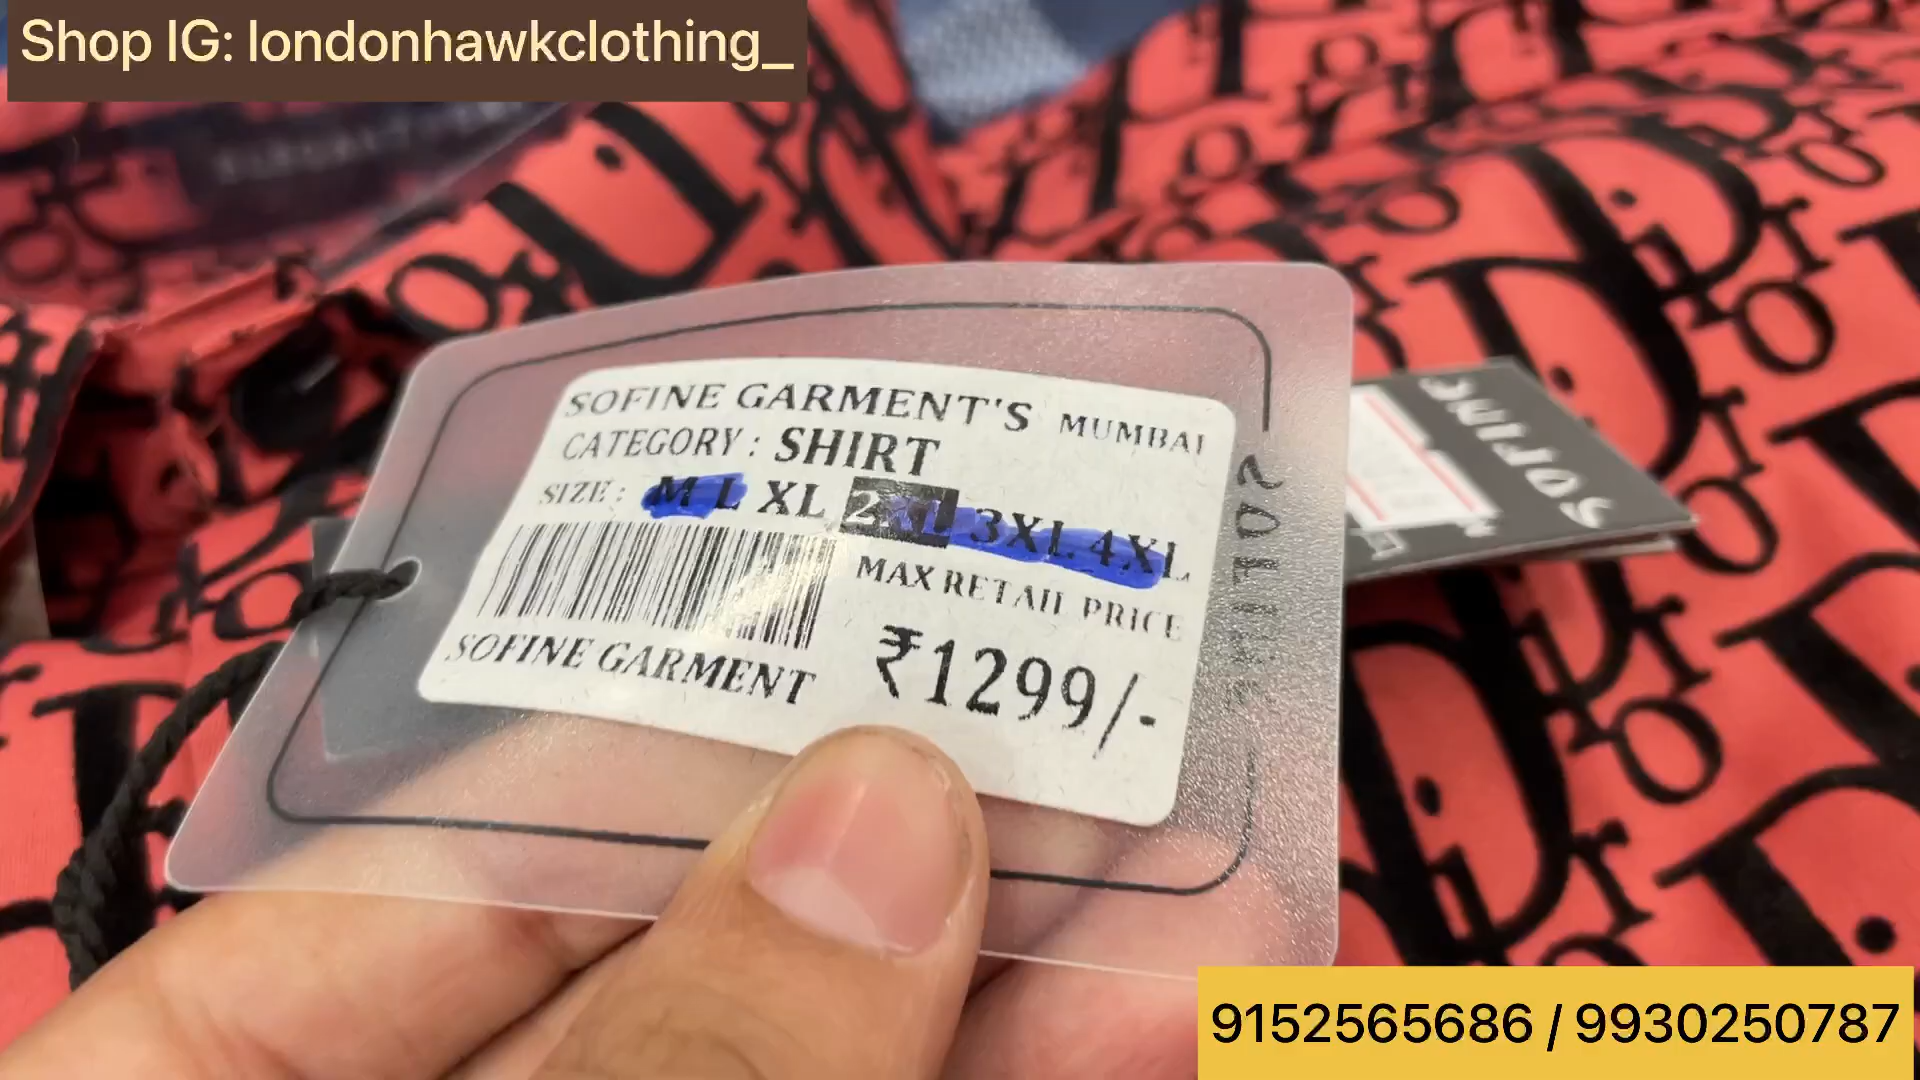 Shop IG: londonhawkclothing_
SOFINE GARMENT'S MUMBAI
CATEGORY : SHIRT
SIZE : M L XL 2XL 3XL 4XL
MAX RETAIL PRICE
₹1299/-
SOFINE GARMENT
SOFINE
Dior
9152565686 / 9930250787